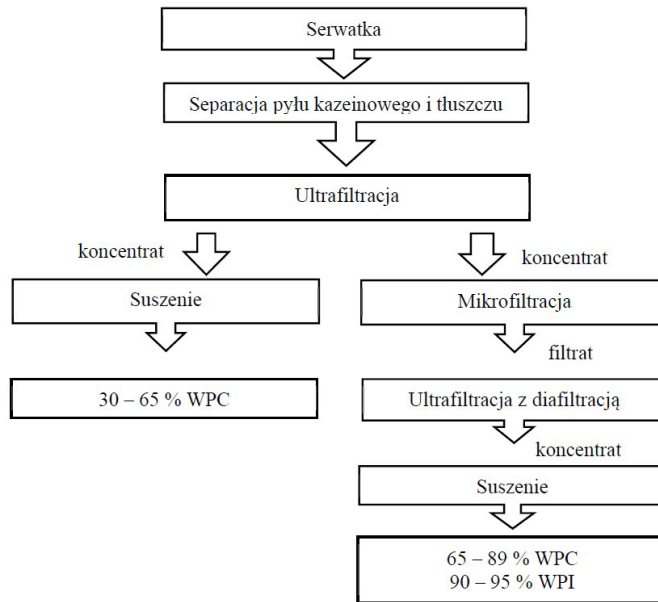 Serwatka
Separacja pyłu kazeinowego i tłuszczu
Ultrafiltracja
koncentrat
koncentrat
Suszenie
Mikrofiltracja
filtrat
30 – 65 % WPC
Ultrafiltracja z diafiltracją
koncentrat
Suszenie
65 – 89 % WPC
90 – 95 % WPI